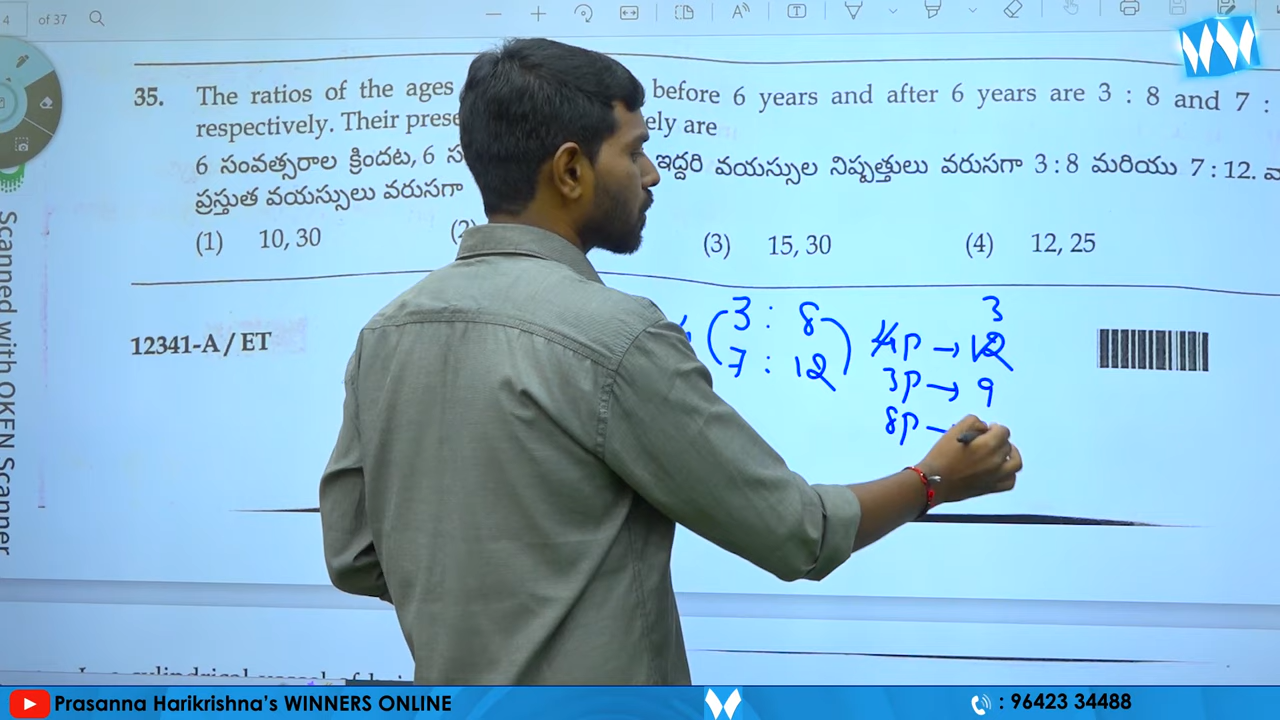 4 of 37
35. The ratios of the ages before 6 years and after 6 years are 3 : 8 and 7 :
respectively. Their ely are
6 సంవత్సరాల క్రిందట, 6 ఇద్దరి వయస్సుల నిష్పత్తులు వరుసగా 3 : 8 మరియు 7 : 12.
ప్రస్తుత వయస్సులు వరుసగా
(1) 10, 30 (2) (3) 15, 30 (4) 12, 25
12341-A / ET
3 : 8
7 : 12
3
4P → 12
3P → 9
8P →
Scanned with OKEN Scanner
Prasanna Harikrishna's WINNERS ONLINE
: 96423 34488